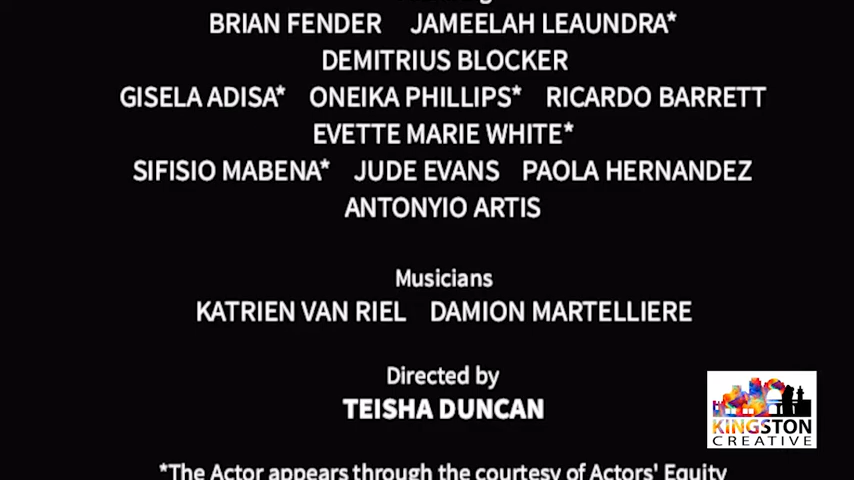 BRIAN FENDER JAMEELAH LEAUNDRA*
DEMITRIUS BLOCKER
GISELA ADISA* ONEIKA PHILLIPS* RICARDO BARRETT
EVETTE MARIE WHITE*
SIFISIO MABENA* JUDE EVANS PAOLA HERNANDEZ
ANTONYIO ARTIS
Musicians
KATRIEN VAN RIEL DAMION MARTELLIERE
Directed by
TEISHA DUNCAN
KINGSTON
CREATIVE
*The Actor appears through the courtesy of Actors' Equity